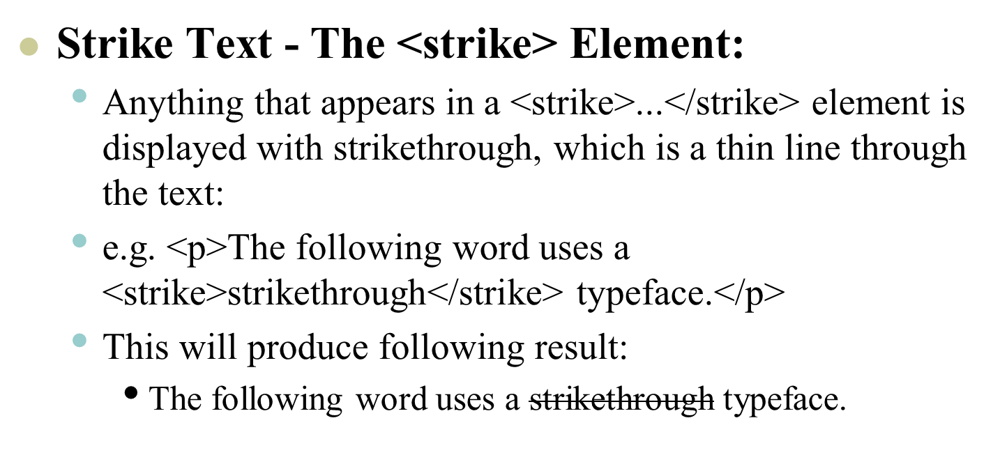 Strike Text - The <strike> Element:
Anything that appears in a <strike>...</strike> element is
displayed with strikethrough, which is a thin line through
the text:
e.g. <p>The following word uses a
<strike>strikethrough</strike> typeface.</p>
This will produce following result:
The following word uses a strikethrough typeface.